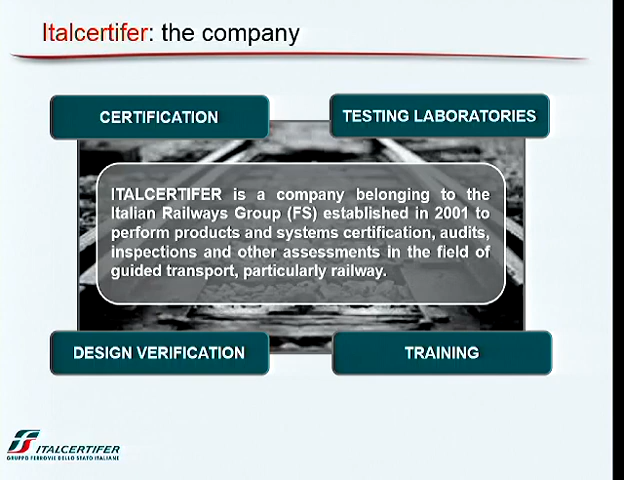 Italcertifer: the company
CERTIFICATION
TESTING LABORATORIES
ITALCERTIFER is a company belonging to the
Italian Railways Group (FS) established in 2001 to
perform products and systems certification, audits,
inspections and other assessments in the field of
guided transport, particularly railway.
DESIGN VERIFICATION
TRAINING
ITALCERTIFER
GRUPPO FERROVIE DELLO STATO ITALIANE